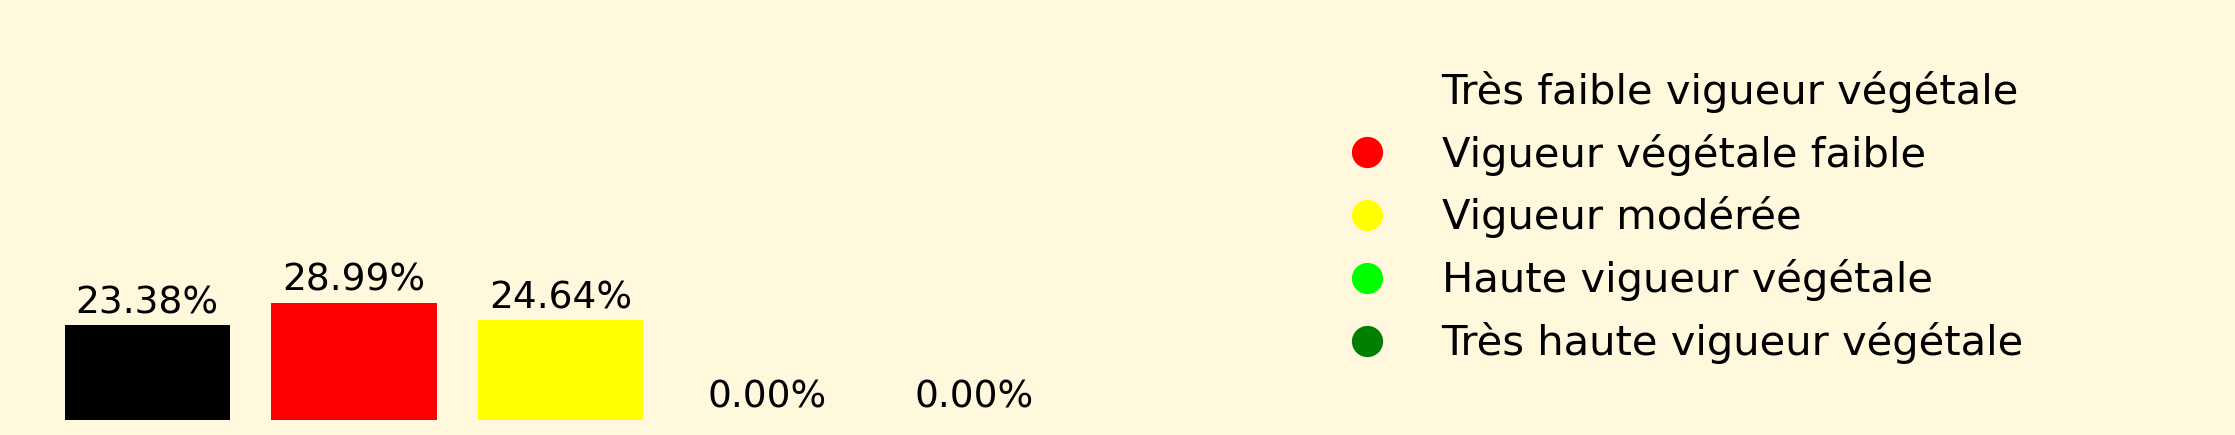 23.38%
28.99%
24.64%
0.00%
0.00%
Très faible vigueur végétale
Vigueur végétale faible
Vigueur modérée
Haute vigueur végétale
Très haute vigueur végétale